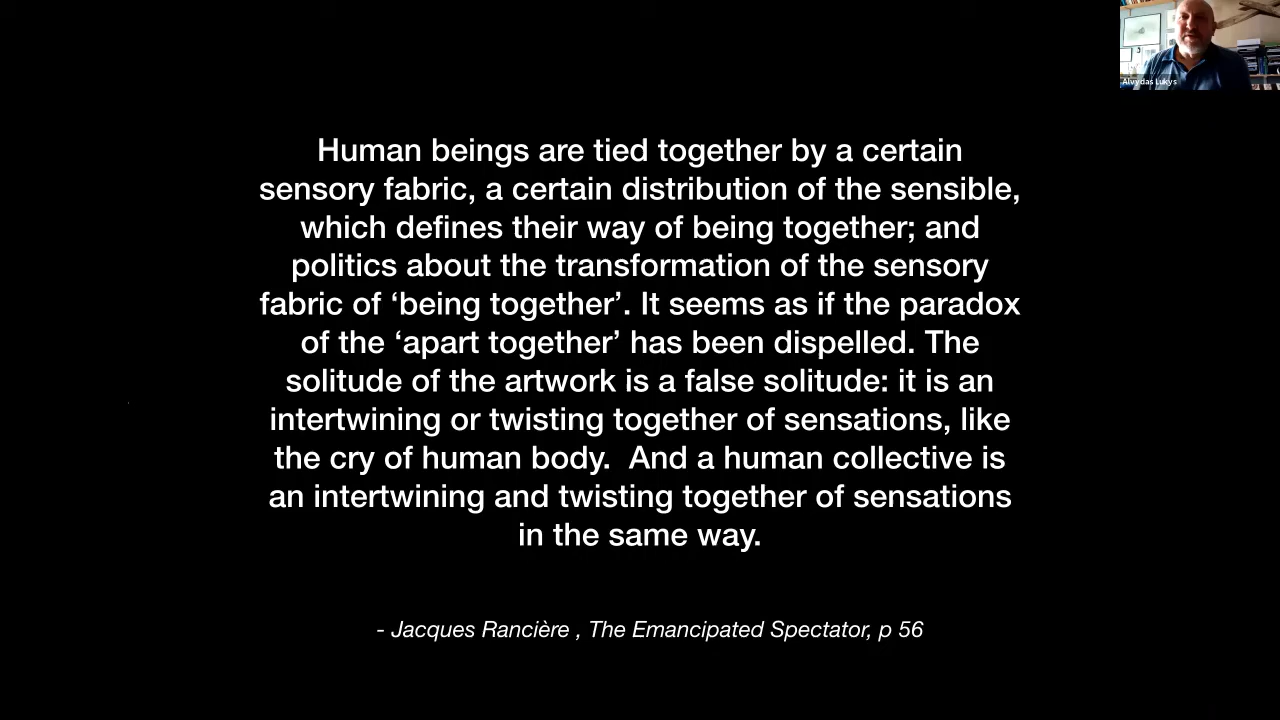 Alvydas Lukys
Human beings are tied together by a certain
sensory fabric, a certain distribution of the sensible,
which defines their way of being together; and
politics about the transformation of the sensory
fabric of ‘being together’. It seems as if the paradox
of the ‘apart together’ has been dispelled. The
solitude of the artwork is a false solitude: it is an
intertwining or twisting together of sensations, like
the cry of human body.  And a human collective is
an intertwining and twisting together of sensations
in the same way.
- Jacques Rancière , The Emancipated Spectator, p 56